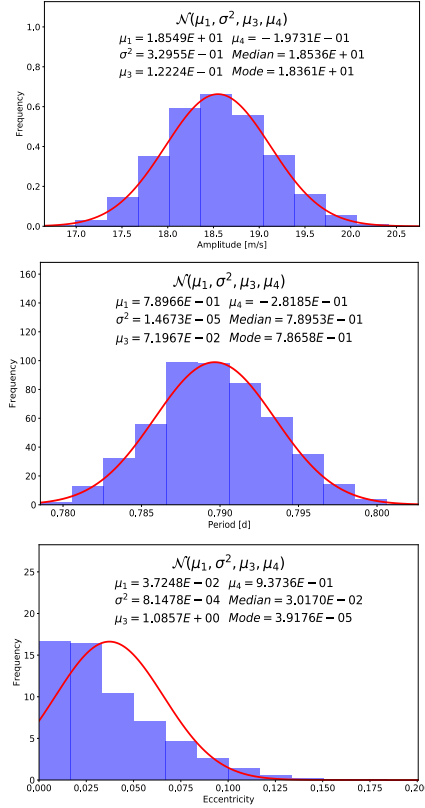 𝒩(μ₁, σ², μ₃, μ₄)
μ₁ = 1.8549E + 01 μ₄ = − 1.9731E − 01
σ² = 3.2955E − 01 Median = 1.8536E + 01
μ₃ = 1.2224E − 01 Mode = 1.8361E + 01
Frequency
1.0
0.8
0.6
0.4
0.2
0.0
17.0 17.5 18.0 18.5 19.0 19.5 20.0 20.5
Amplitude [m/s]
𝒩(μ₁, σ², μ₃, μ₄)
μ₁ = 7.8966E − 01 μ₄ = − 2.8185E − 01
σ² = 1.4673E − 05 Median = 7.8953E − 01
μ₃ = 7.1967E − 02 Mode = 7.8658E − 01
Frequency
160
140
120
100
80
60
40
20
0
0.780 0.785 0.790 0.795 0.800
Period [d]
𝒩(μ₁, σ², μ₃, μ₄)
μ₁ = 3.7248E − 02 μ₄ = 9.3736E − 01
σ² = 8.1478E − 04 Median = 3.0170E − 02
μ₃ = 1.0857E + 00 Mode = 3.9176E − 05
Frequency
25
20
15
10
5
0
0.000 0.025 0.050 0.075 0.100 0.125 0.150 0.175 0.20
Eccentricity